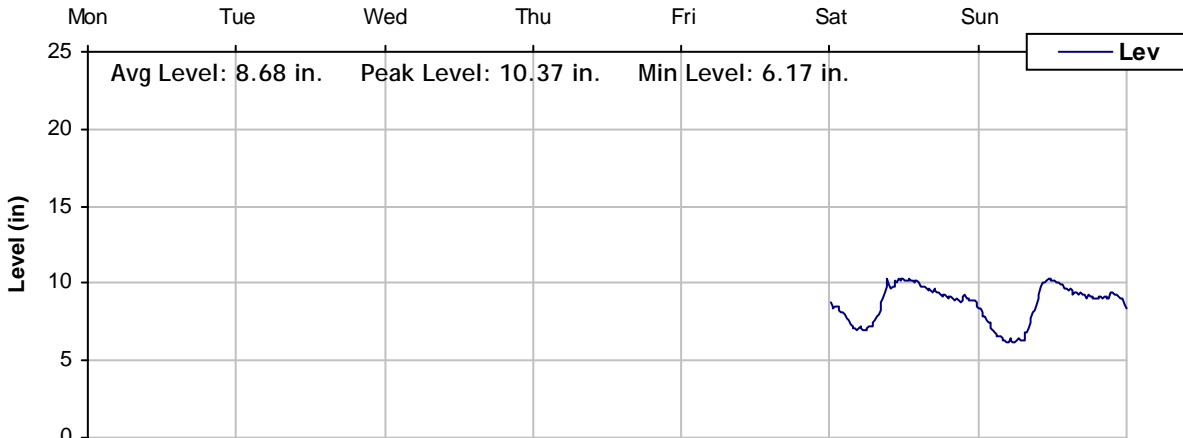 Mon Tue Wed Thu Fri Sat Sun
25
Lev
Avg Level: 8.68 in. Peak Level: 10.37 in. Min Level: 6.17 in.
20
15
Level (in)
10
5
0